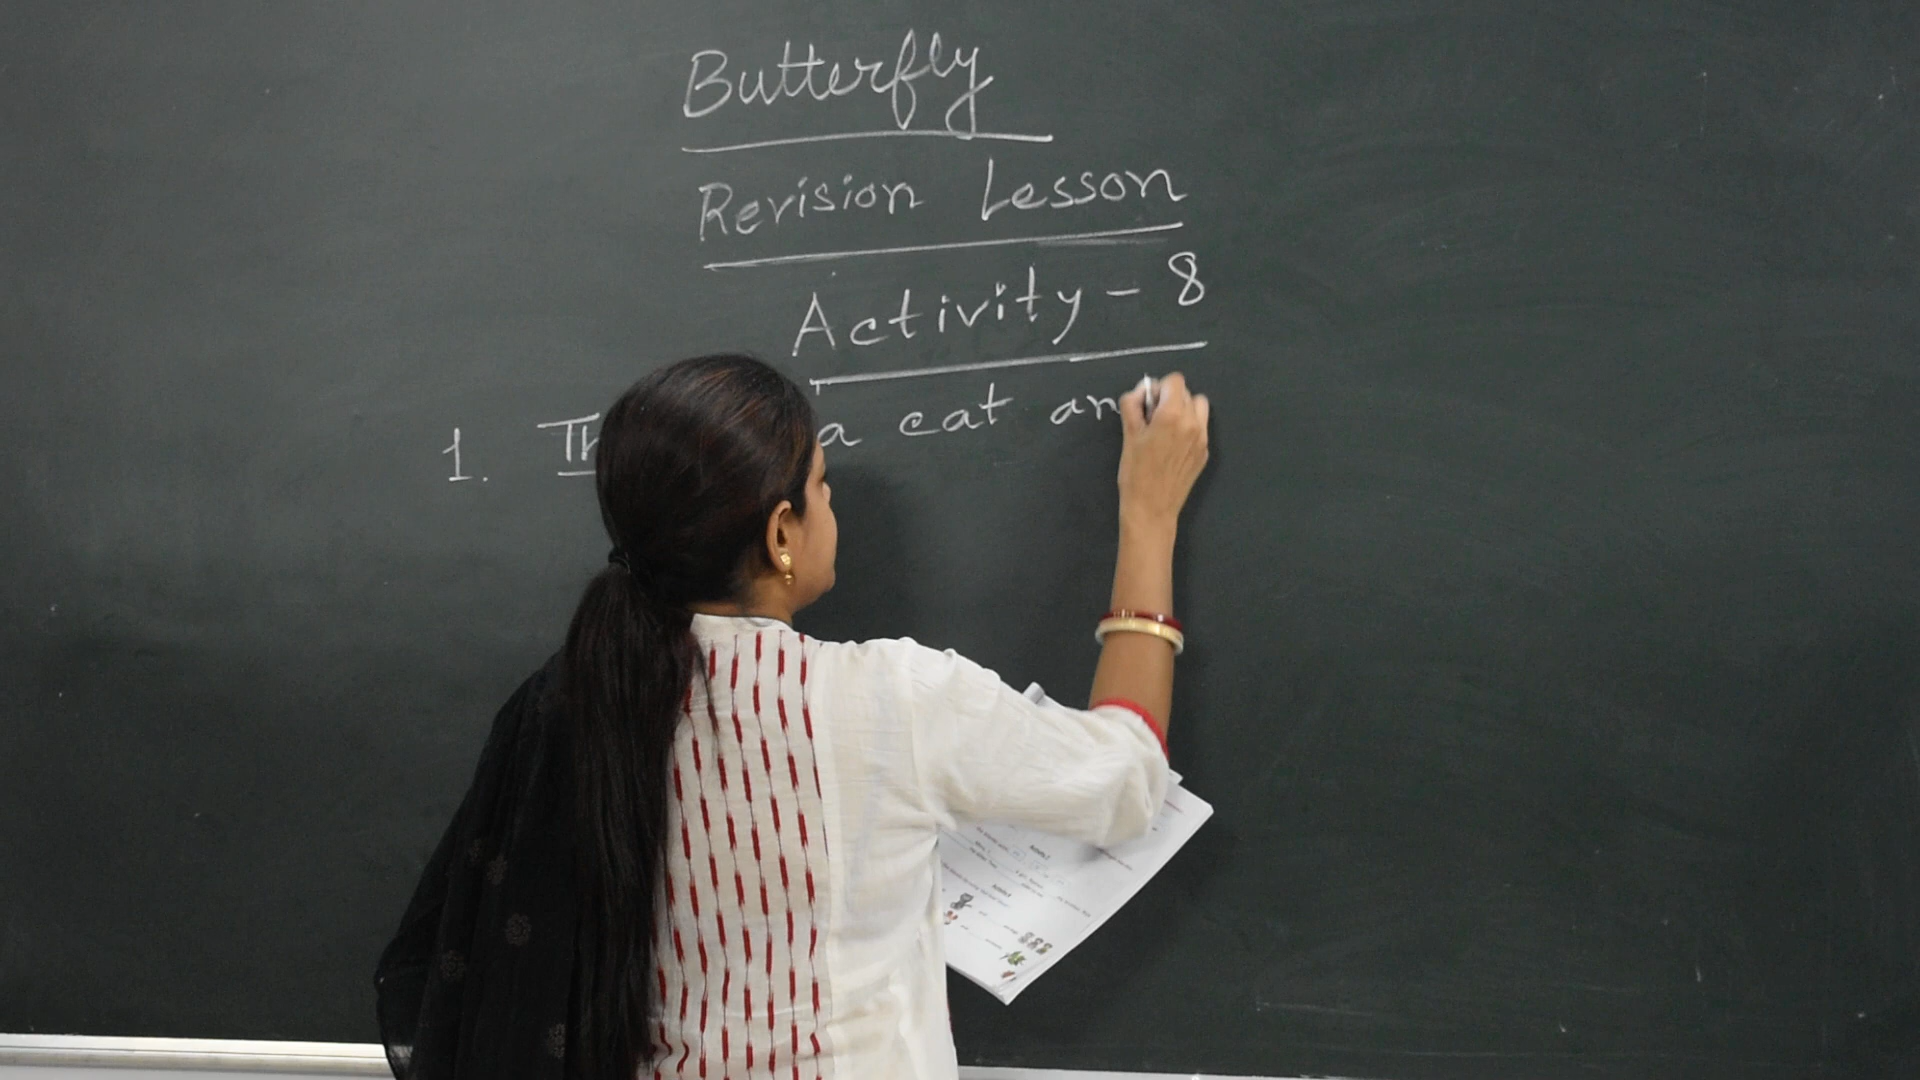 Butterfly
Revision Lesson
Activity - 8
1. Th a cat an